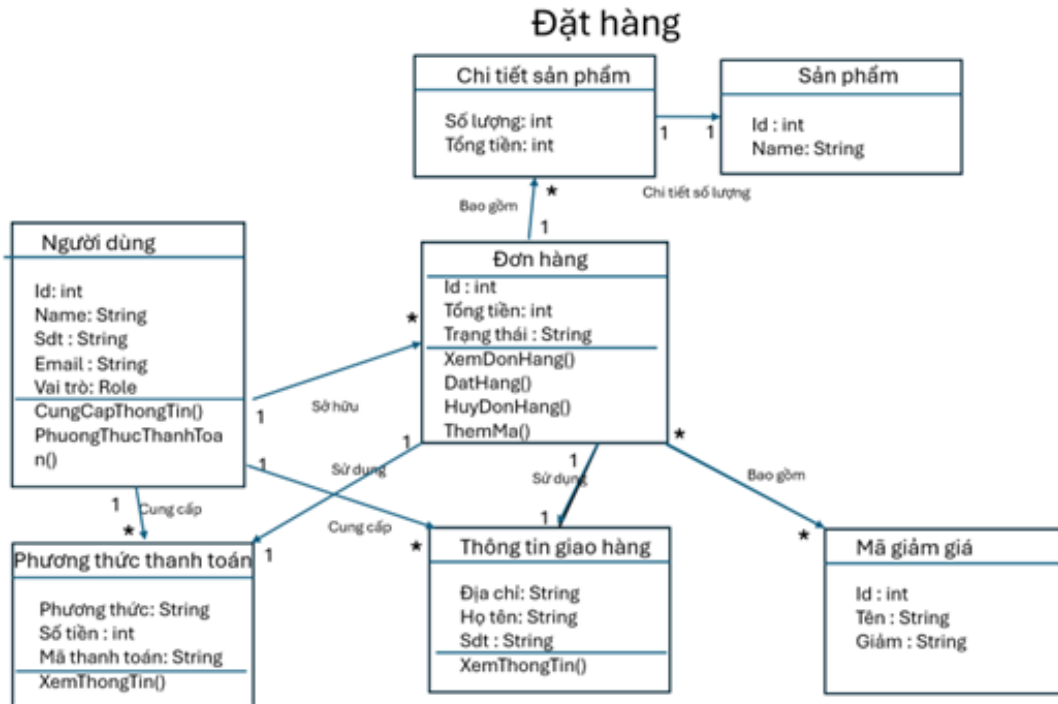 Đặt hàng
Chi tiết sản phẩm
Số lượng: int
Tổng tiền: int
1
1
Sản phẩm
Id : int
Name: String
Chi tiết số lượng
*
Bao gồm
1
Người dùng
Id: int
Name: String
Sdt : String
Email : String
Vai trò: Role
CungCapThongTin()
PhuongThucThanhToa
n()
Đơn hàng
Id : int
Tổng tiền: int
Trạng thái : String
XemDonHang()
DatHang()
HuyDonHang()
ThemMa()
*
1
Sở hữu
1
Sử dụng
1
1
Sử dụng
1
*
Bao gồm
*
1
Cung cấp
*
1
Cung cấp
*
Phương thức thanh toán
Phương thức: String
Số tiền : int
Mã thanh toán: String
XemThongTin()
Thông tin giao hàng
Địa chỉ: String
Họ tên: String
Sdt : String
XemThongTin()
Mã giảm giá
Id : int
Tên : String
Giảm : String